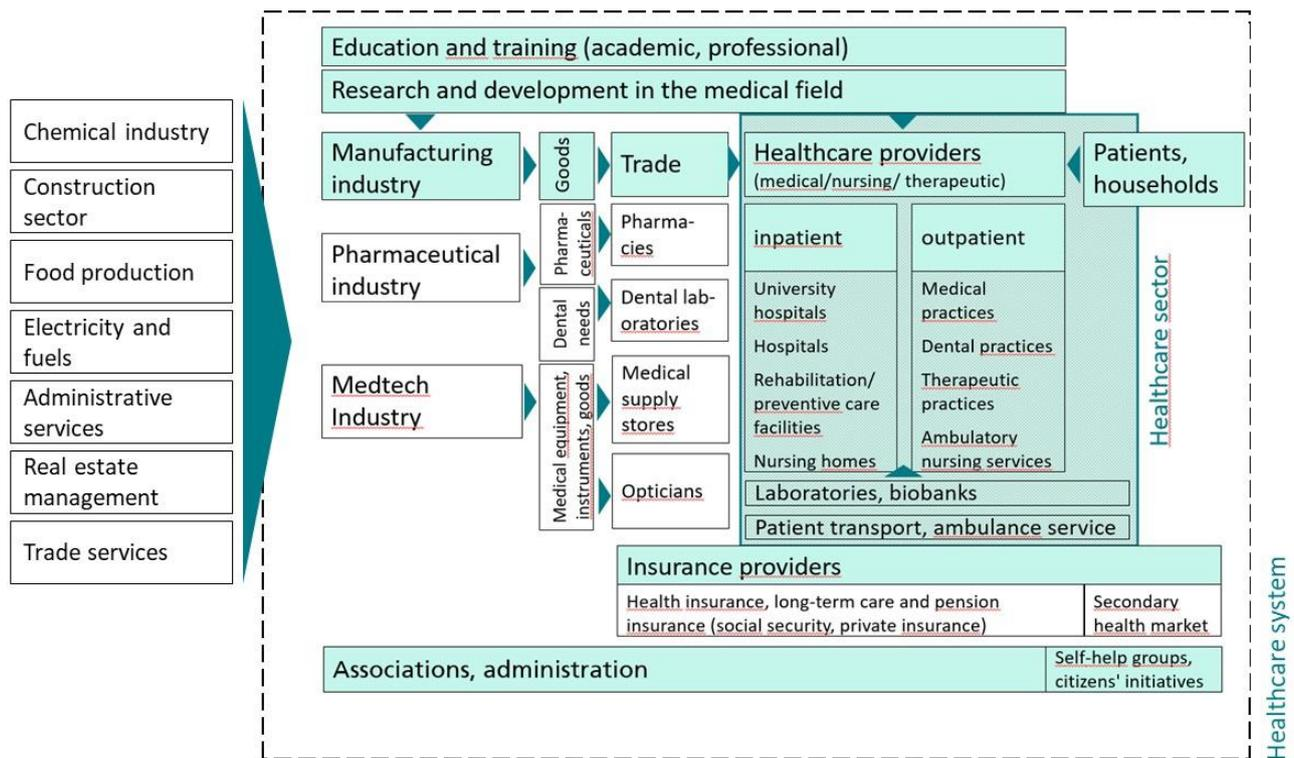 Education and training (academic, professional)
Research and development in the medical field
Chemical industry
Construction
sector
Food production
Electricity and
fuels
Administrative
services
Real estate
management
Trade services
Manufacturing
industry
Goods
Trade
Healthcare providers
(medical/nursing/ therapeutic)
Patients,
households
Pharmaceutical
industry
Pharma-
ceuticals
Pharma-
cies
Dental
needs
Dental lab-
oratories
Medtech
Industry
Medical equipment,
instruments, goods
Medical
supply
stores
Opticians
inpatient
University
hospitals
Hospitals
Rehabilitation/
preventive care
facilities
Nursing homes
outpatient
Medical
practices
Dental practices
Therapeutic
practices
Ambulatory
nursing services
Laboratories, biobanks
Patient transport, ambulance service
Healthcare sector
Insurance providers
Health insurance, long-term care and pension
insurance (social security, private insurance)
Secondary
health market
Associations, administration
Self-help groups,
citizens' initiatives
Healthcare system